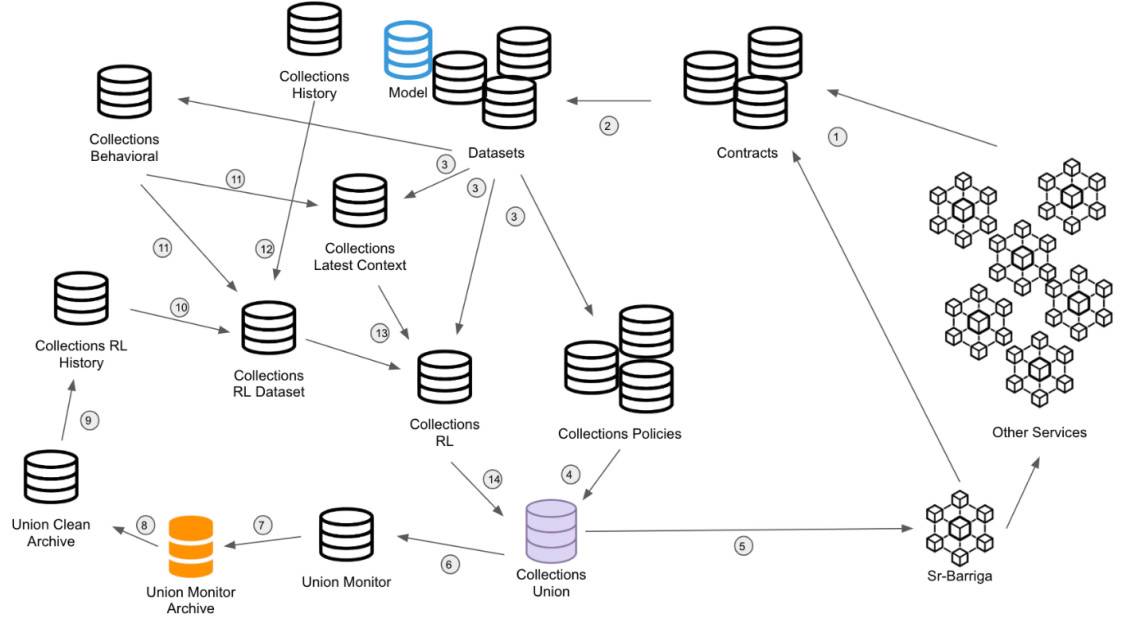 Collections
History
Model
Collections
Behavioral
Datasets
Contracts
1
2
3
3
3
11
11
12
Collections
Latest Context
10
13
Collections RL
History
Collections
RL Dataset
Collections
RL
Collections Policies
Other Services
9
14
4
Union Clean
Archive
8
7
6
5
Union Monitor
Archive
Union Monitor
Collections
Union
Sr-Barriga